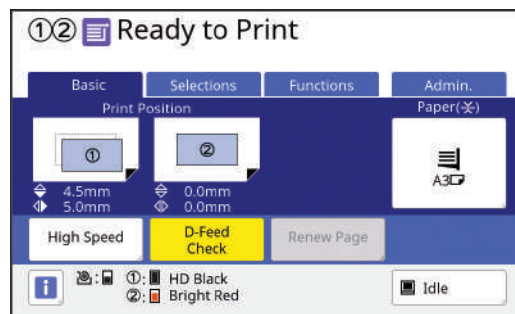 ①② Ready to Print
Basic Selections Functions Admin.
Print Position Paper(⚹)
① ②
A3
4.5mm 0.0mm
5.0mm 0.0mm
High Speed D-Feed Check Renew Page
①: HD Black
②: Bright Red
Idle